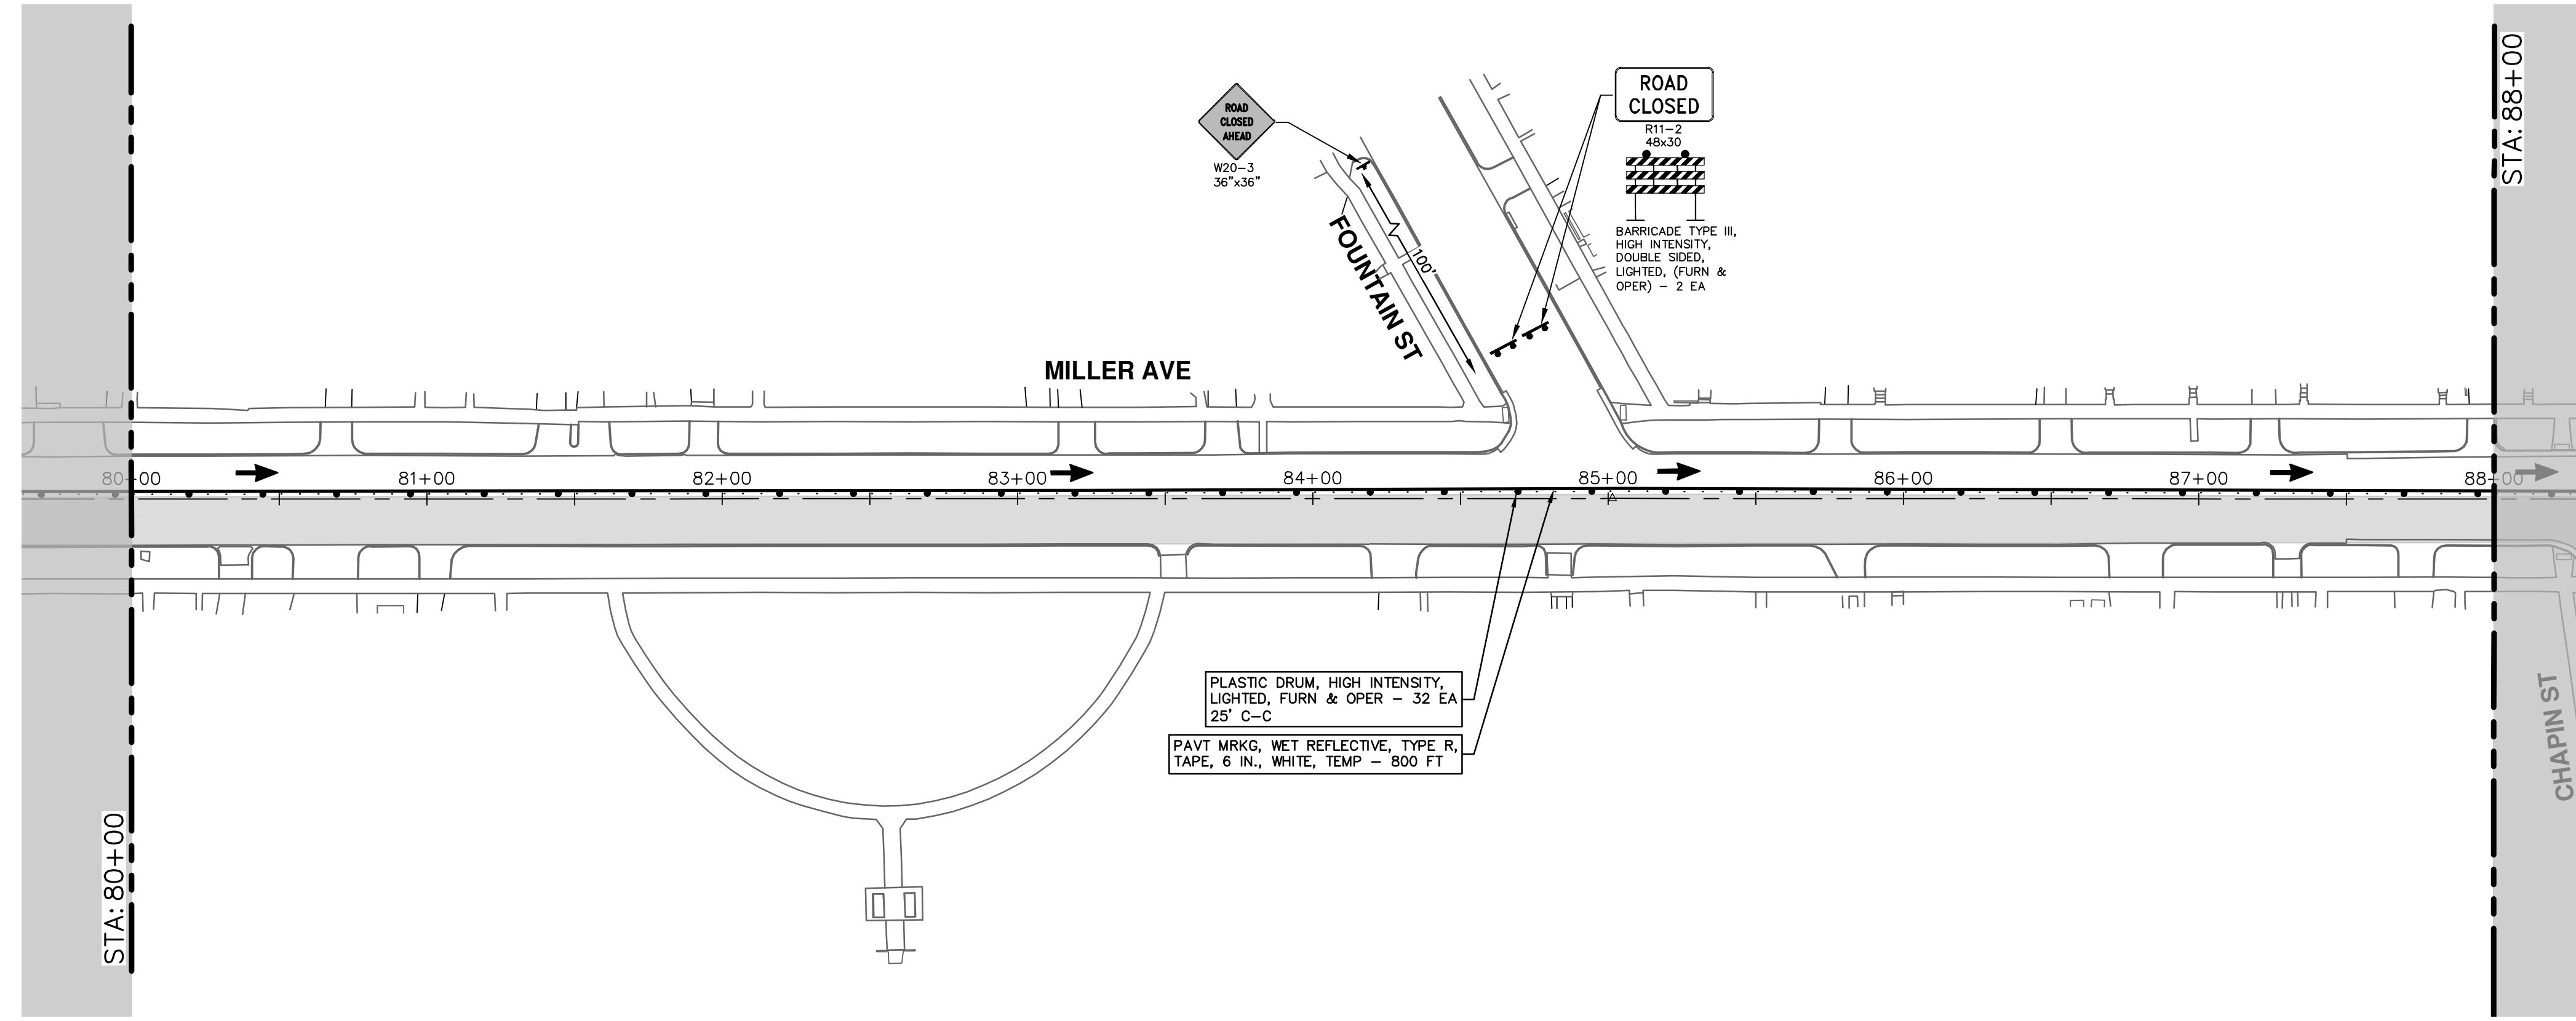 STA: 88+00
ROAD
CLOSED
AHEAD
W20-3
36"x36"
ROAD
CLOSED
R11-2
48x30
BARRICADE TYPE III,
HIGH INTENSITY,
DOUBLE SIDED,
LIGHTED, (FURN &
OPER) - 2 EA
FOUNTAIN ST
100'
MILLER AVE
80+00
81+00
82+00
83+00
84+00
85+00
86+00
87+00
88+00
PLASTIC DRUM, HIGH INTENSITY,
LIGHTED, FURN & OPER - 32 EA
25' C-C
PAVT MRKG, WET REFLECTIVE, TYPE R,
TAPE, 6 IN., WHITE, TEMP - 800 FT
STA: 80+00
CHAPIN ST